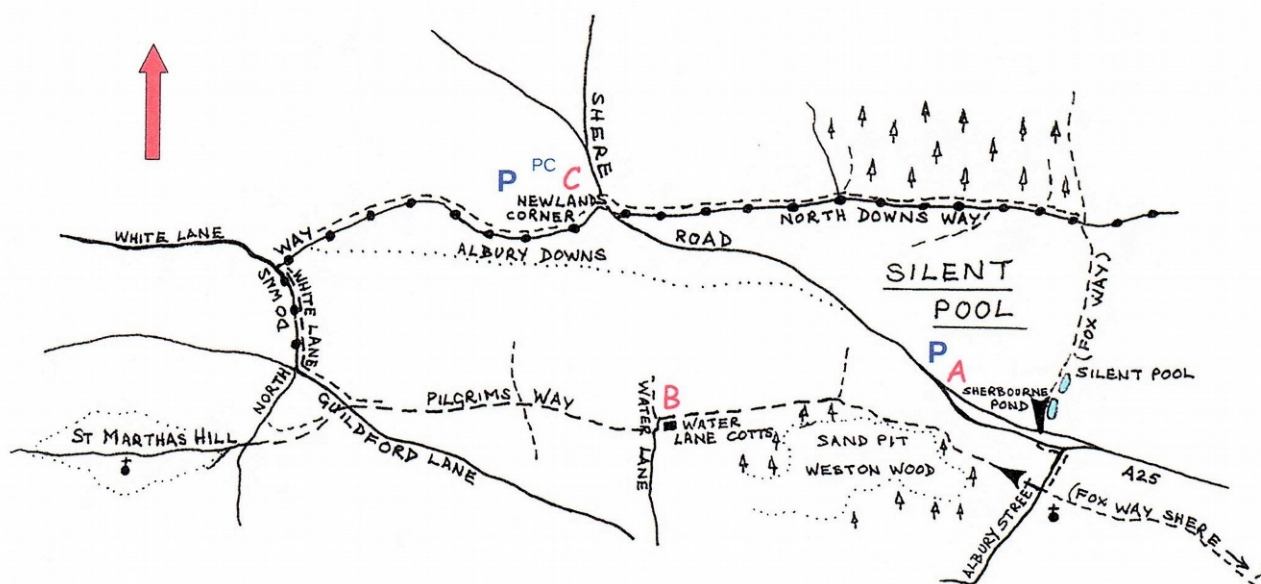 SHERE
PC
P
C
NEWLANDS
CORNER
NORTH DOWNS WAY
WHITE LANE
WAY
ALBURY DOWNS
ROAD
SILENT
POOL
(FOX WAY)
DOWNS
WHITE LANE
P
A
SILENT POOL
SHERBOURNE
POND
NORTH
GUILDFORD LANE
PILGRIMS WAY
WATER LANE
B
WATER
LANE COTTS
SAND PIT
WESTON WOOD
ST MARTHAS HILL
A25
ALBURY STREET
(FOX WAY SHERE